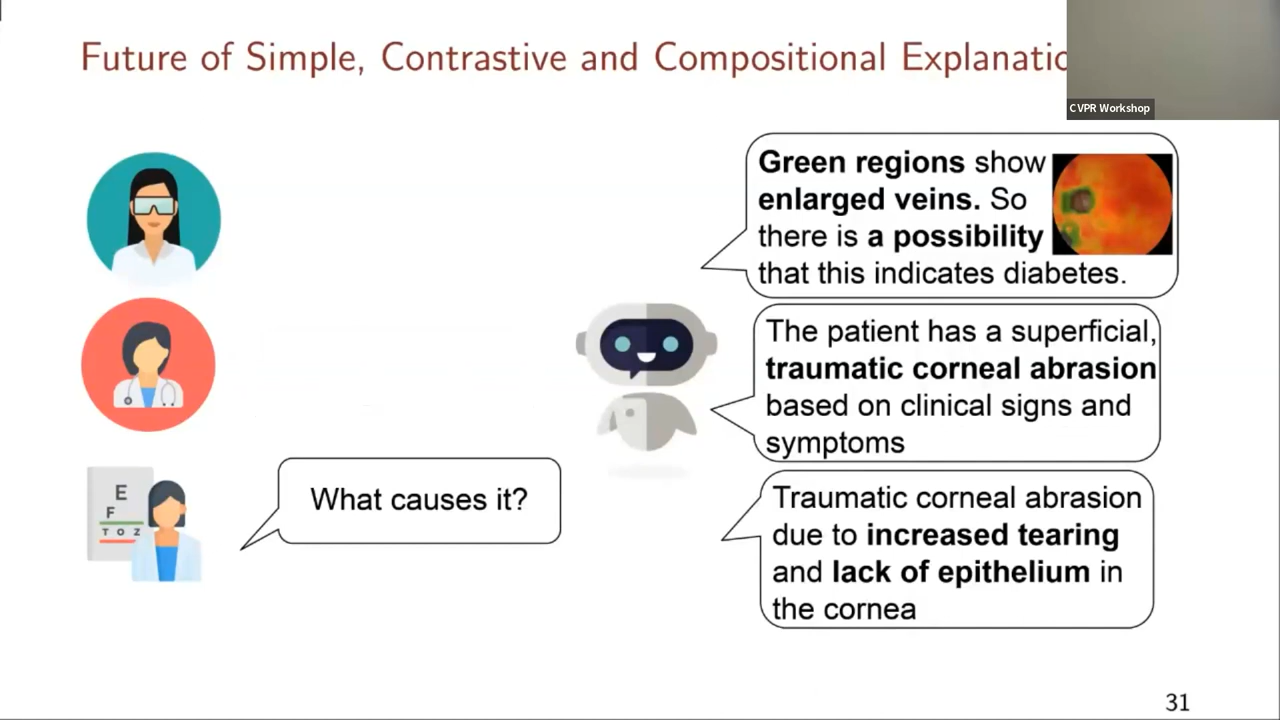 Future of Simple, Contrastive and Compositional Explanatio
CVPR Workshop
Green regions show
enlarged veins. So
there is a possibility
that this indicates diabetes.
The patient has a superficial,
traumatic corneal abrasion
based on clinical signs and
symptoms
E
F
T O Z
What causes it?
Traumatic corneal abrasion
due to increased tearing
and lack of epithelium in
the cornea
31